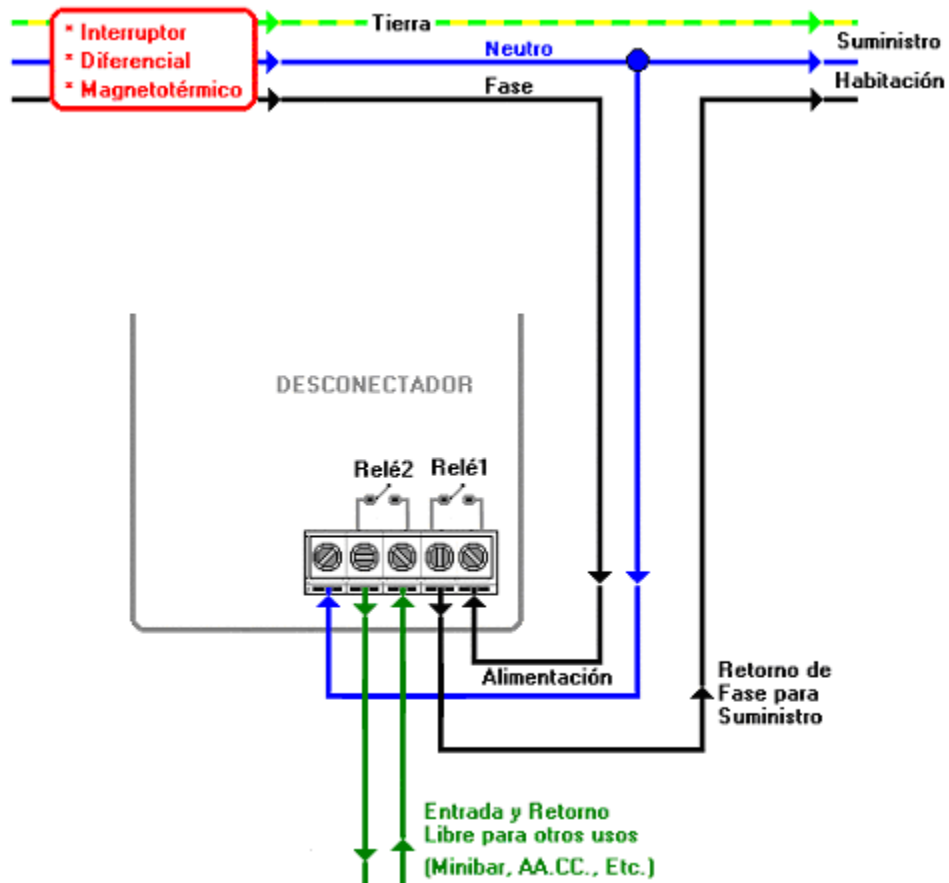 * Interruptor
* Diferencial
* Magnetotérmico
Tierra
Neutro
Fase
Suministro
Habitación
DESCONECTADOR
Relé2
Relé1
Alimentación
Retorno de
Fase para
Suministro
Entrada y Retorno
Libre para otros usos
(Minibar, AA.CC., Etc.)